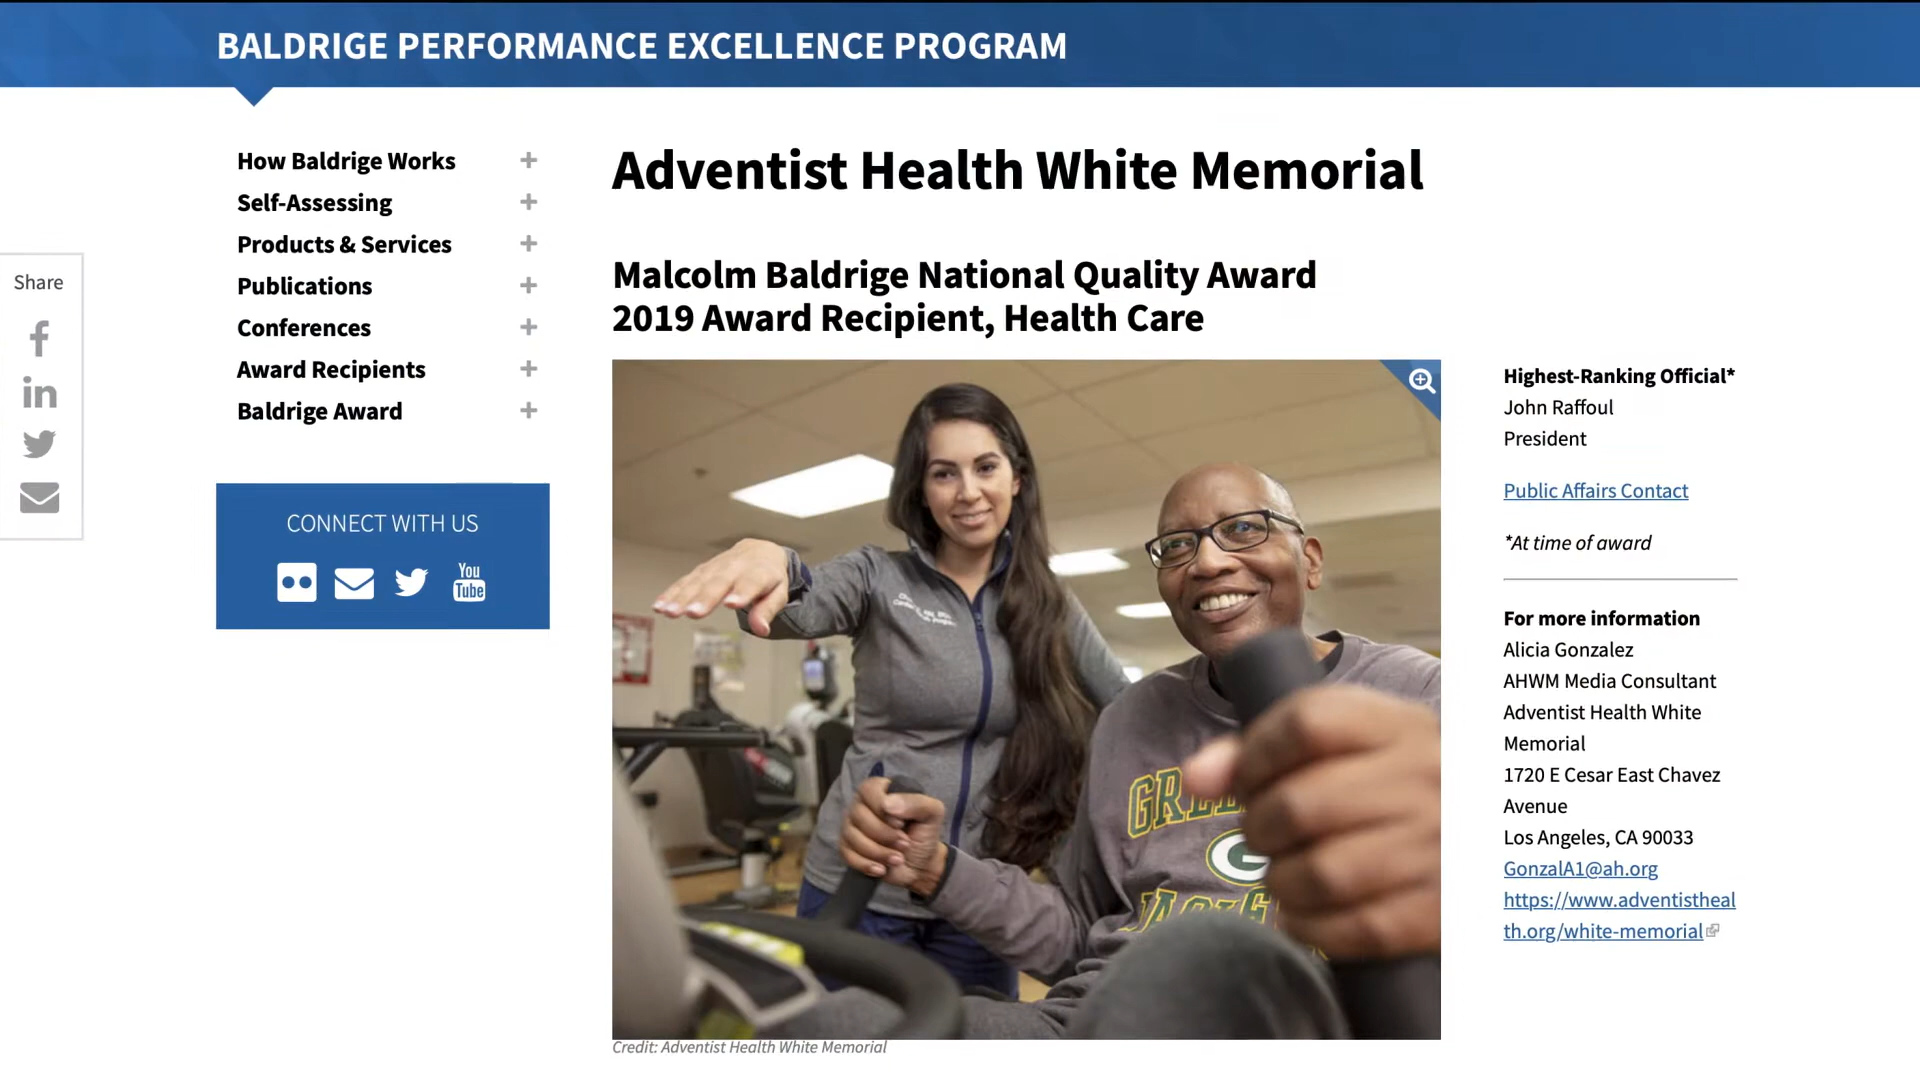 BALDRIGE PERFORMANCE EXCELLENCE PROGRAM
Share
How Baldrige Works
Self-Assessing
Products & Services
Publications
Conferences
Award Recipients
Baldrige Award
CONNECT WITH US
You
Tube
Adventist Health White Memorial
Malcolm Baldrige National Quality Award
2019 Award Recipient, Health Care
G
Credit: Adventist Health White Memorial
Highest-Ranking Official*
John Raffoul
President
Public Affairs Contact
*At time of award
For more information
Alicia Gonzalez
AHWM Media Consultant
Adventist Health White
Memorial
1720 E Cesar East Chavez
Avenue
Los Angeles, CA 90033
GonzalA1@ah.org
https://www.adventistheal
th.org/white-memorial